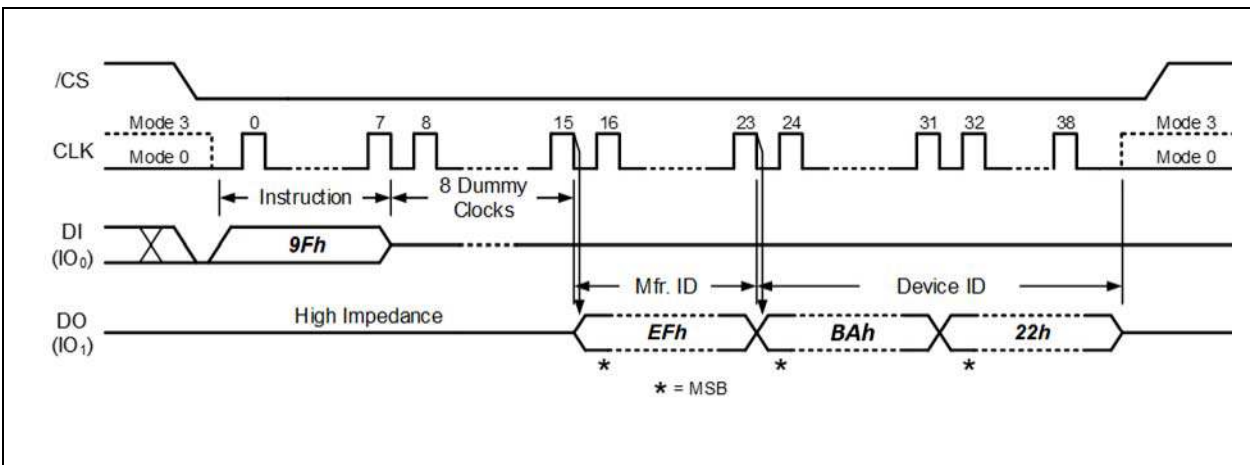 /CS
CLK
Mode 3
Mode 0
0
7
8
15
16
23
24
31
32
38
Mode 3
Mode 0
Instruction
8 Dummy
Clocks
DI
(IO₀)
9Fh
Mfr. ID
Device ID
DO
(IO₁)
High Impedance
EFh
BAh
22h
*
*
*
* = MSB